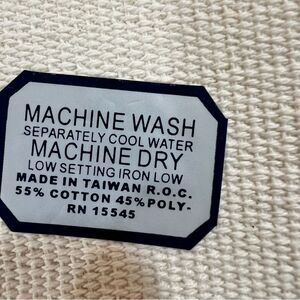 MACHINE WASH
SEPARATELY COOL WATER
MACHINE DRY
LOW SETTING IRON LOW
MADE IN TAIWAN R.O.C.
55% COTTON 45% POLY-
RN 15545